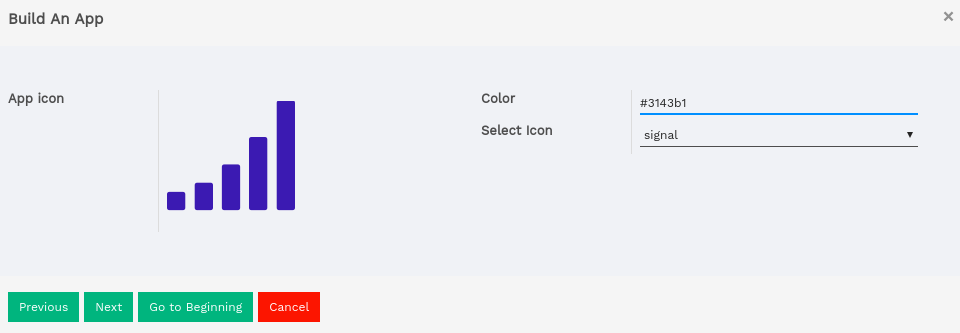 Build An App
×
App icon
Color
#3143b1
Select Icon
signal
Previous
Next
Go to Beginning
Cancel